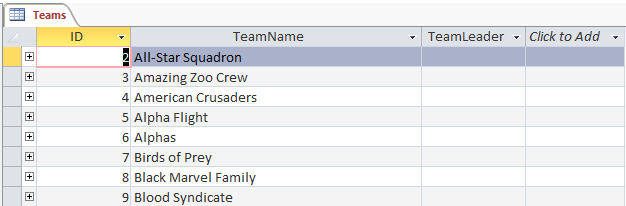 Teams
ID TeamName TeamLeader Click to Add
2 All-Star Squadron
3 Amazing Zoo Crew
4 American Crusaders
5 Alpha Flight
6 Alphas
7 Birds of Prey
8 Black Marvel Family
9 Blood Syndicate